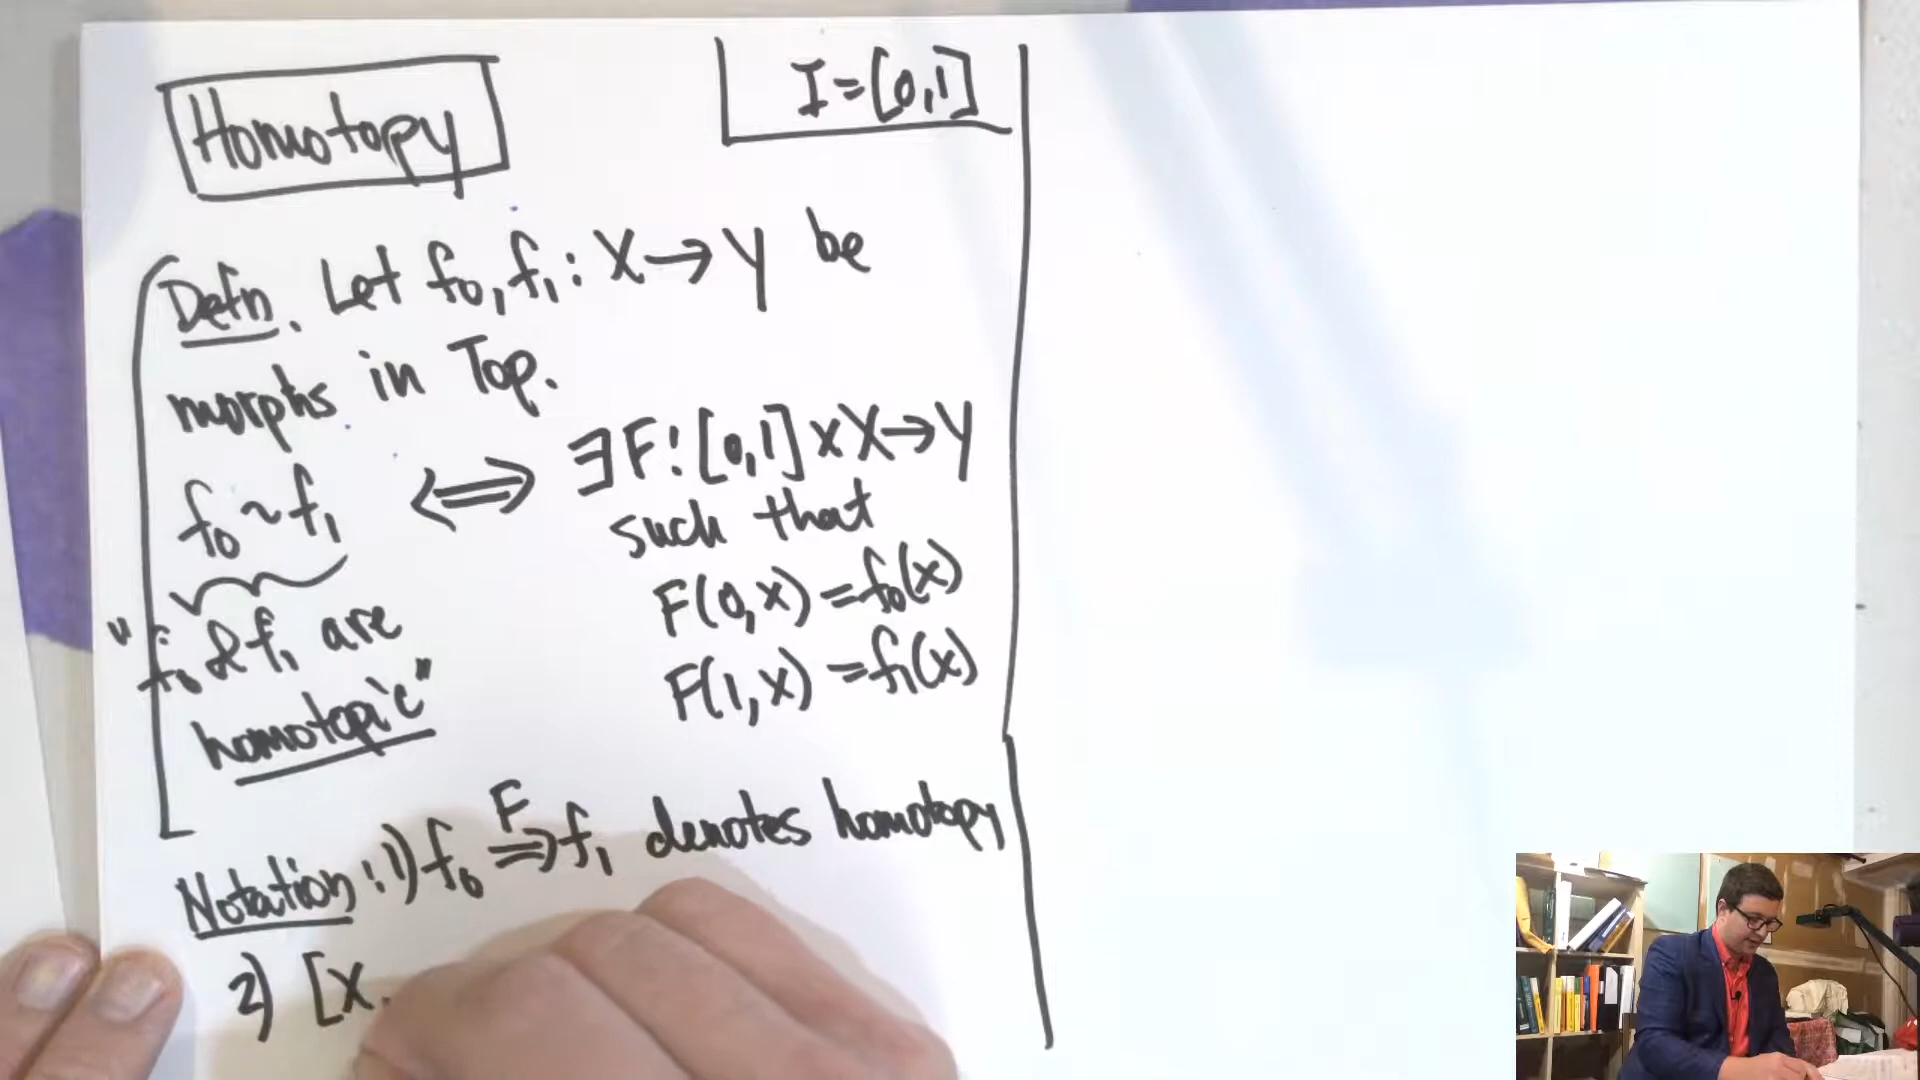 Homotopy
I=[0,1]
Defn. Let f₀,f₁: X→Y be
morphs in Top.
f₀~f₁ ⟺ ∃F:[0,1]xX→Y
such that
F(0,x)=f₀(x)
F(1,x)=f₁(x)
"f₀ & f₁ are
homotopic"
Notation: 1) f₀ ⇒ᶠ f₁ denotes homotopy
2) [X,